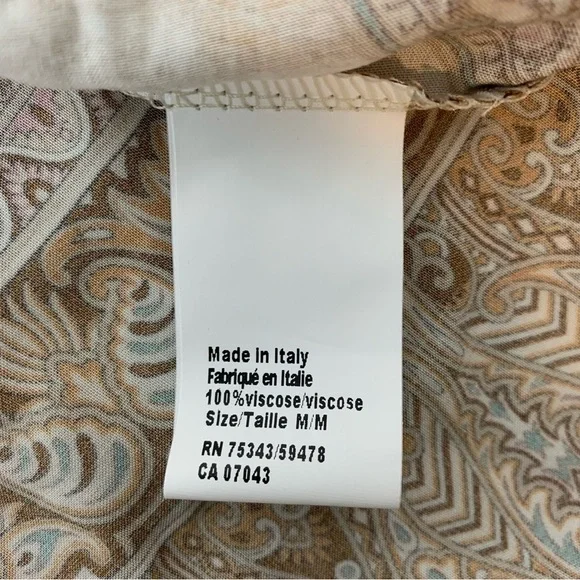 Made in Italy
Fabriqué en Italie
100%viscose/viscose
Size/Taille M/M
RN 75343/59478
CA 07043